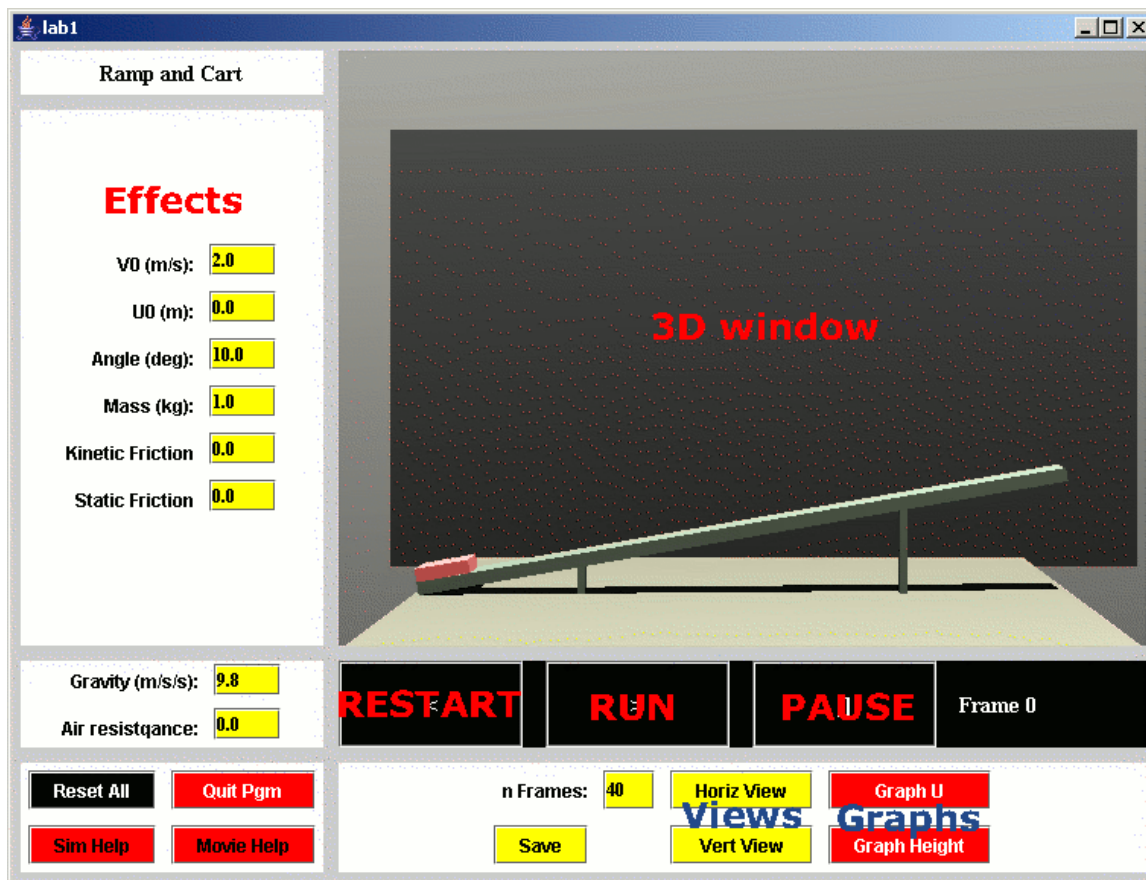 lab1
Ramp and Cart
Effects
V0 (m/s): 2.0
U0 (m): 0.0
Angle (deg): 10.0
Mass (kg): 1.0
Kinetic Friction 0.0
Static Friction 0.0
3D window
Gravity (m/s/s): 9.8
Air resistqance: 0.0
RESTART
<
RUN
>
PAUSE
||
Frame 0
Reset All
Quit Pgm
Sim Help
Movie Help
n Frames: 40
Horiz View
Graph U
Views
Graphs
Save
Vert View
Graph Height